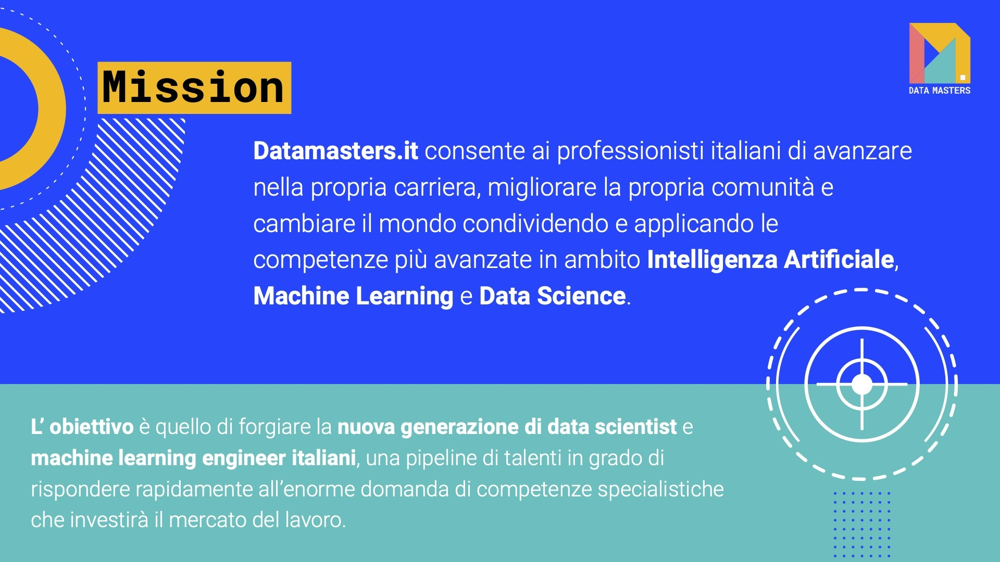 DATA MASTERS
Mission
Datamasters.it consente ai professionisti italiani di avanzare
nella propria carriera, migliorare la propria comunità e
cambiare il mondo condividendo e applicando le
competenze più avanzate in ambito Intelligenza Artificiale,
Machine Learning e Data Science.
L’ obiettivo è quello di forgiare la nuova generazione di data scientist e
machine learning engineer italiani, una pipeline di talenti in grado di
rispondere rapidamente all’enorme domanda di competenze specialistiche
che investirà il mercato del lavoro.